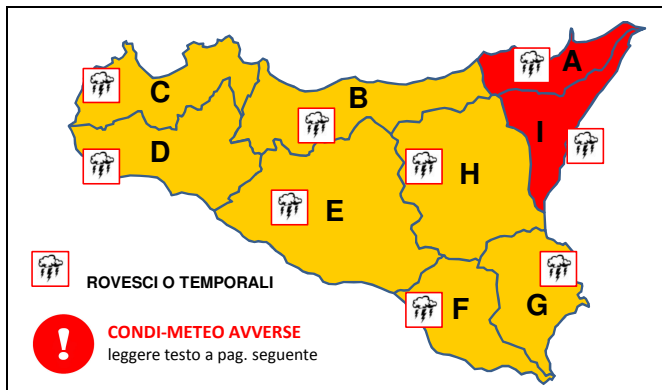 A
B
C
I
D
H
E
ROVESCI O TEMPORALI
F
G
!
CONDI-METEO AVVERSE
leggere testo a pag. seguente